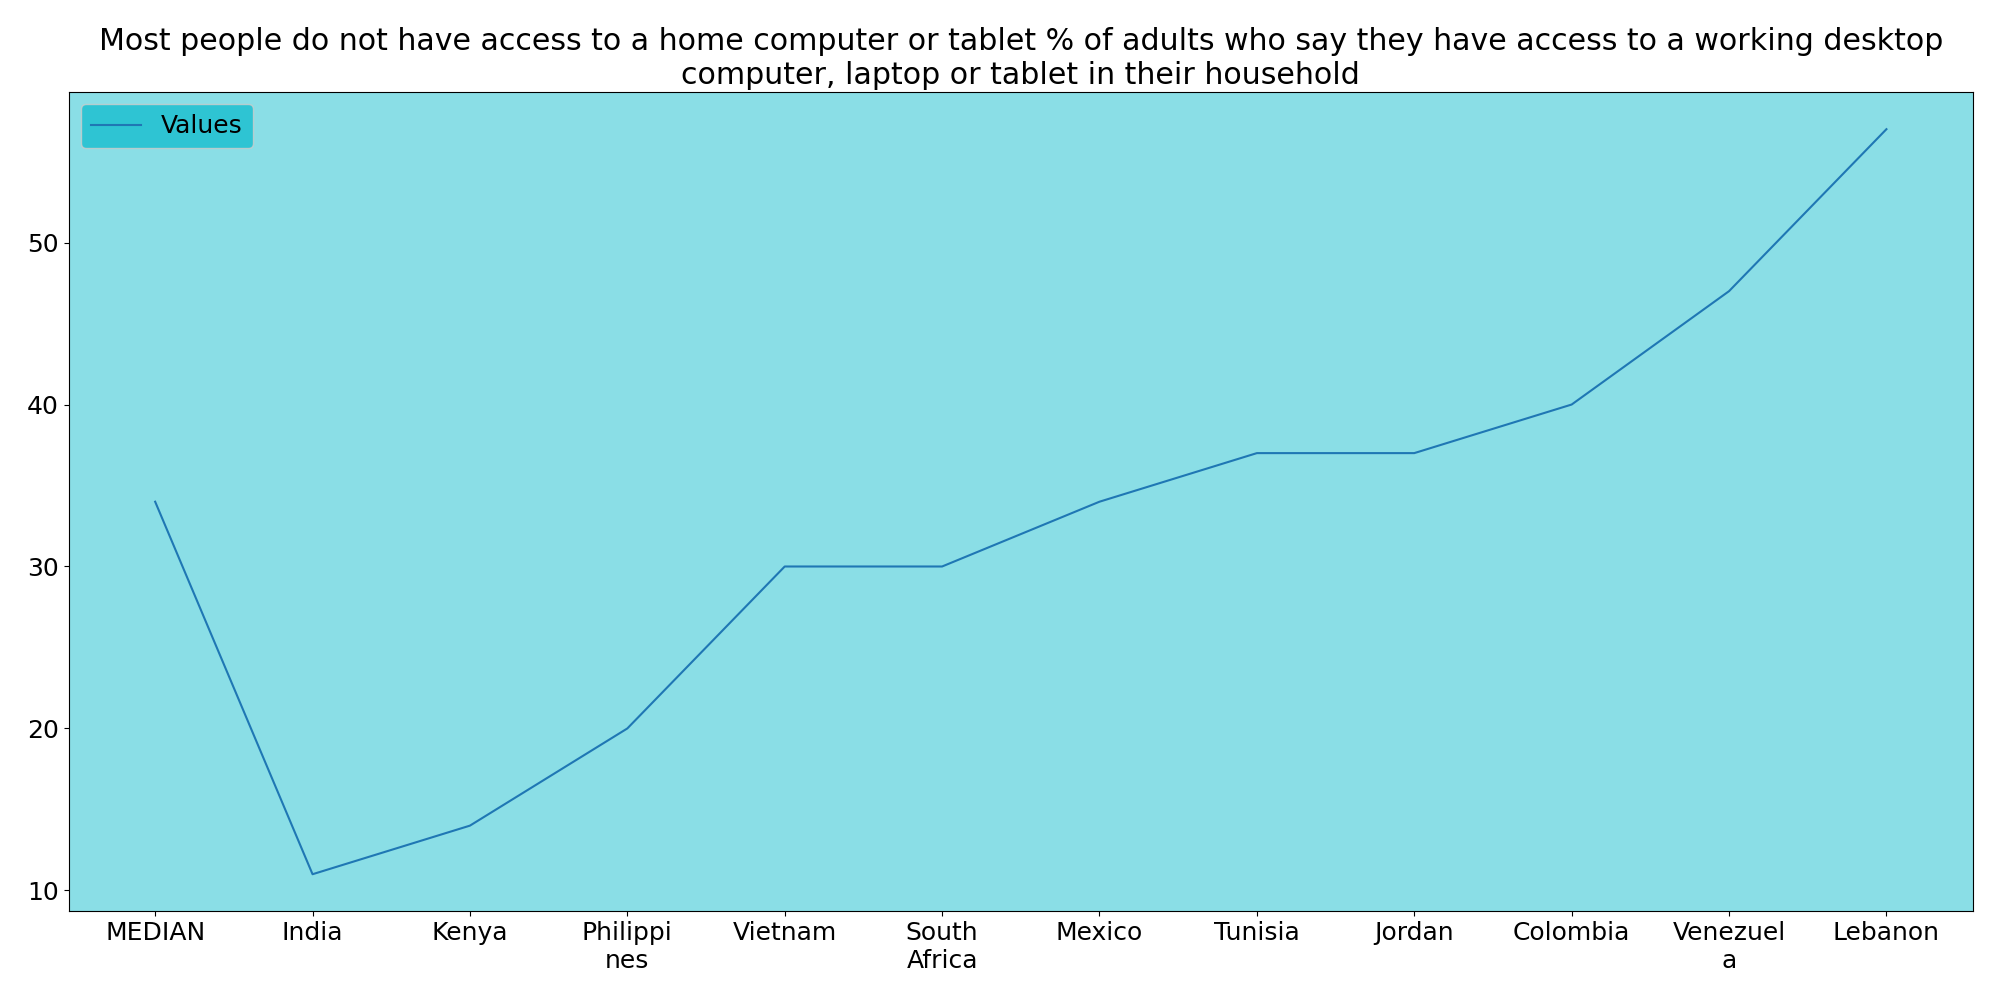 Most people do not have access to a home computer or tablet % of adults who say they have access to a working desktop
computer, laptop or tablet in their household
Values
50
40
30
20
10
MEDIAN India Kenya Philippi Vietnam South Mexico Tunisia Jordan Colombia Venezuel Lebanon
nes Africa a